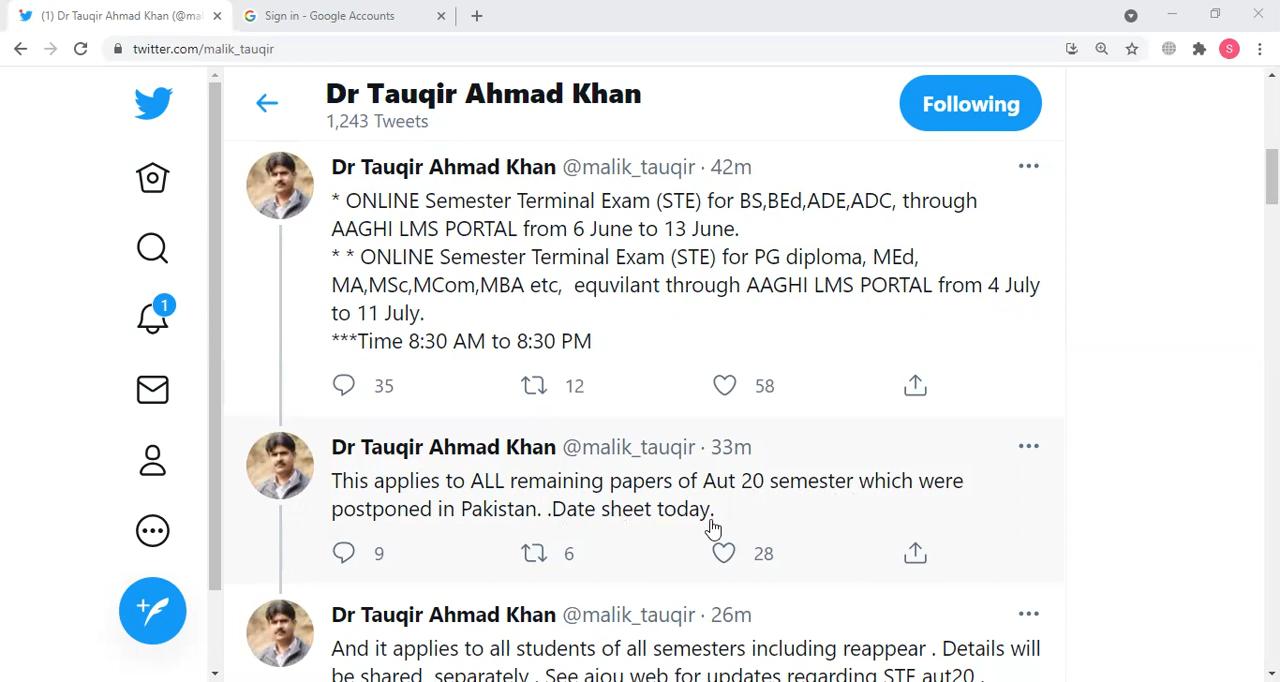 (1) Dr Tauqir Ahmad Khan (@mal
Sign in - Google Accounts
twitter.com/malik_tauqir
S
Dr Tauqir Ahmad Khan
1,243 Tweets
Following
Dr Tauqir Ahmad Khan @malik_tauqir · 42m
* ONLINE Semester Terminal Exam (STE) for BS,BEd,ADE,ADC, through
AAGHI LMS PORTAL from 6 June to 13 June.
* * ONLINE Semester Terminal Exam (STE) for PG diploma, MEd,
MA,MSc,MCom,MBA etc, equvilant through AAGHI LMS PORTAL from 4 July
to 11 July.
***Time 8:30 AM to 8:30 PM
35 12 58
1
Dr Tauqir Ahmad Khan @malik_tauqir · 33m
This applies to ALL remaining papers of Aut 20 semester which were
postponed in Pakistan. .Date sheet today.
9 6 28
Dr Tauqir Ahmad Khan @malik_tauqir · 26m
And it applies to all students of all semesters including reappear . Details will
be shared separately . See aiou web for updates regarding STE aut20 .